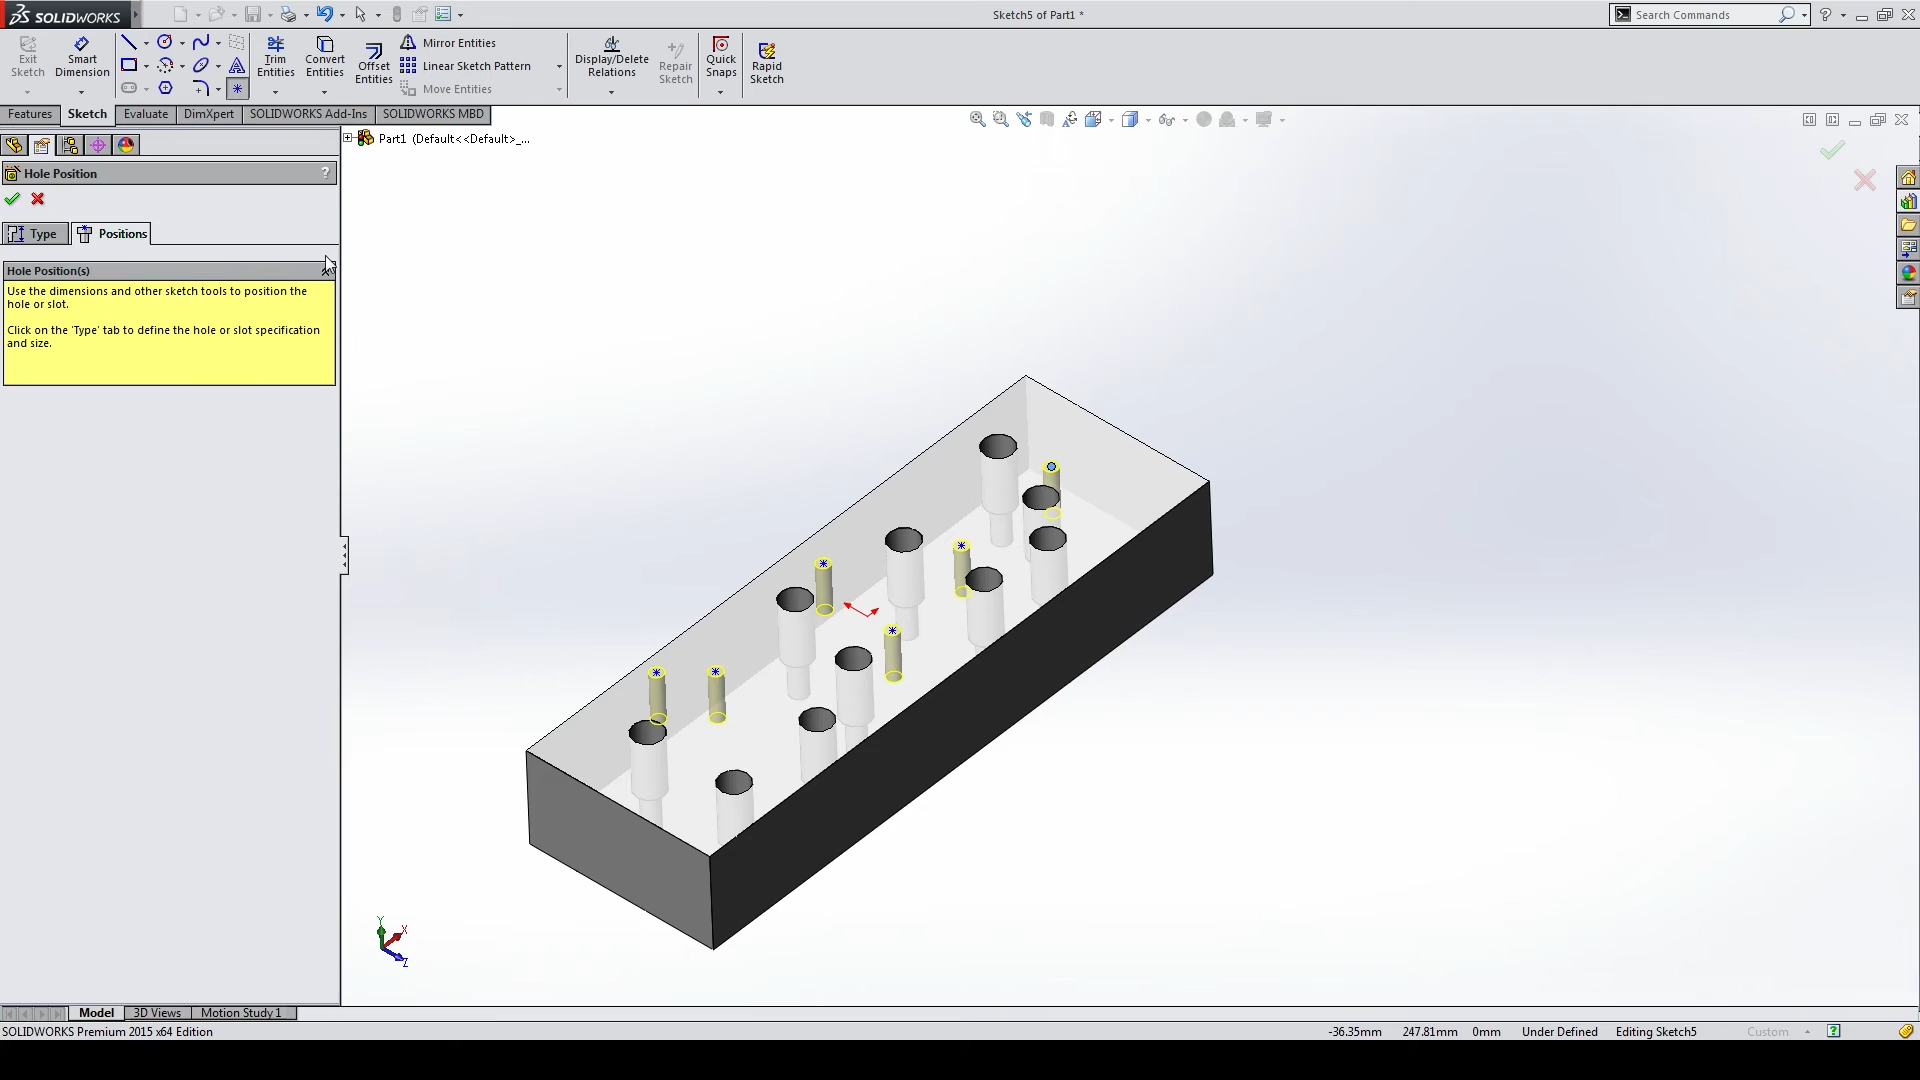 SOLIDWORKS
Sketch5 of Part1 *
Search Commands
Exit Sketch
Smart Dimension
Trim Entities
Convert Entities
Offset Entities
Mirror Entities
Linear Sketch Pattern
Move Entities
Display/Delete Relations
Repair Sketch
Quick Snaps
Rapid Sketch
Features
Sketch
Evaluate
DimXpert
SOLIDWORKS Add-Ins
SOLIDWORKS MBD
Part1 (Default<<Default>_...
Hole Position
?
Type
Positions
Hole Position(s)
Use the dimensions and other sketch tools to position the
hole or slot.
Click on the 'Type' tab to define the hole or slot specification
and size.
Y
X
Z
Model
3D Views
Motion Study 1
SOLIDWORKS Premium 2015 x64 Edition
-36.35mm
247.81mm
0mm
Under Defined
Editing Sketch5
Custom